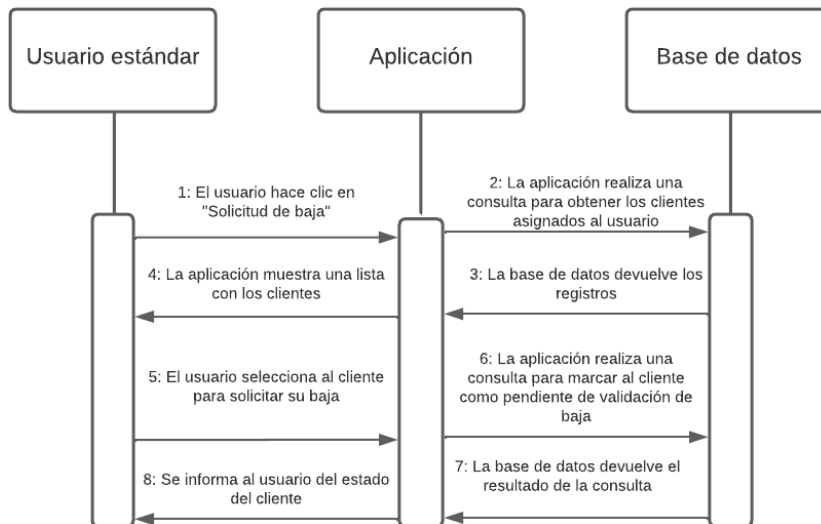 Usuario estándar
Aplicación
Base de datos
1: El usuario hace clic en
"Solicitud de baja"
2: La aplicación realiza una
consulta para obtener los clientes
asignados al usuario
4: La aplicación muestra una lista
con los clientes
3: La base de datos devuelve los
registros
5: El usuario selecciona al cliente
para solicitar su baja
6: La aplicación realiza una
consulta para marcar al cliente
como pendiente de validación de
baja
8: Se informa al usuario del estado
del cliente
7: La base de datos devuelve el
resultado de la consulta